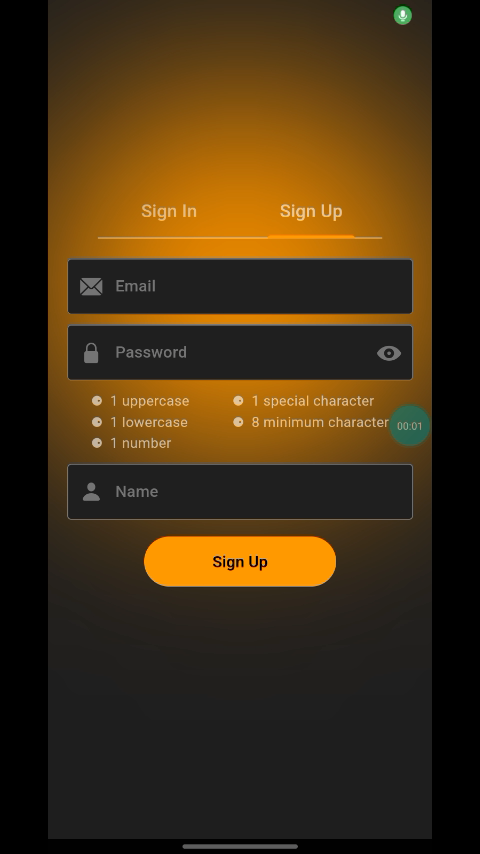 Sign In Sign Up
Email
Password
1 uppercase 1 special character
1 lowercase 8 minimum character
1 number
00:01
Name
Sign Up